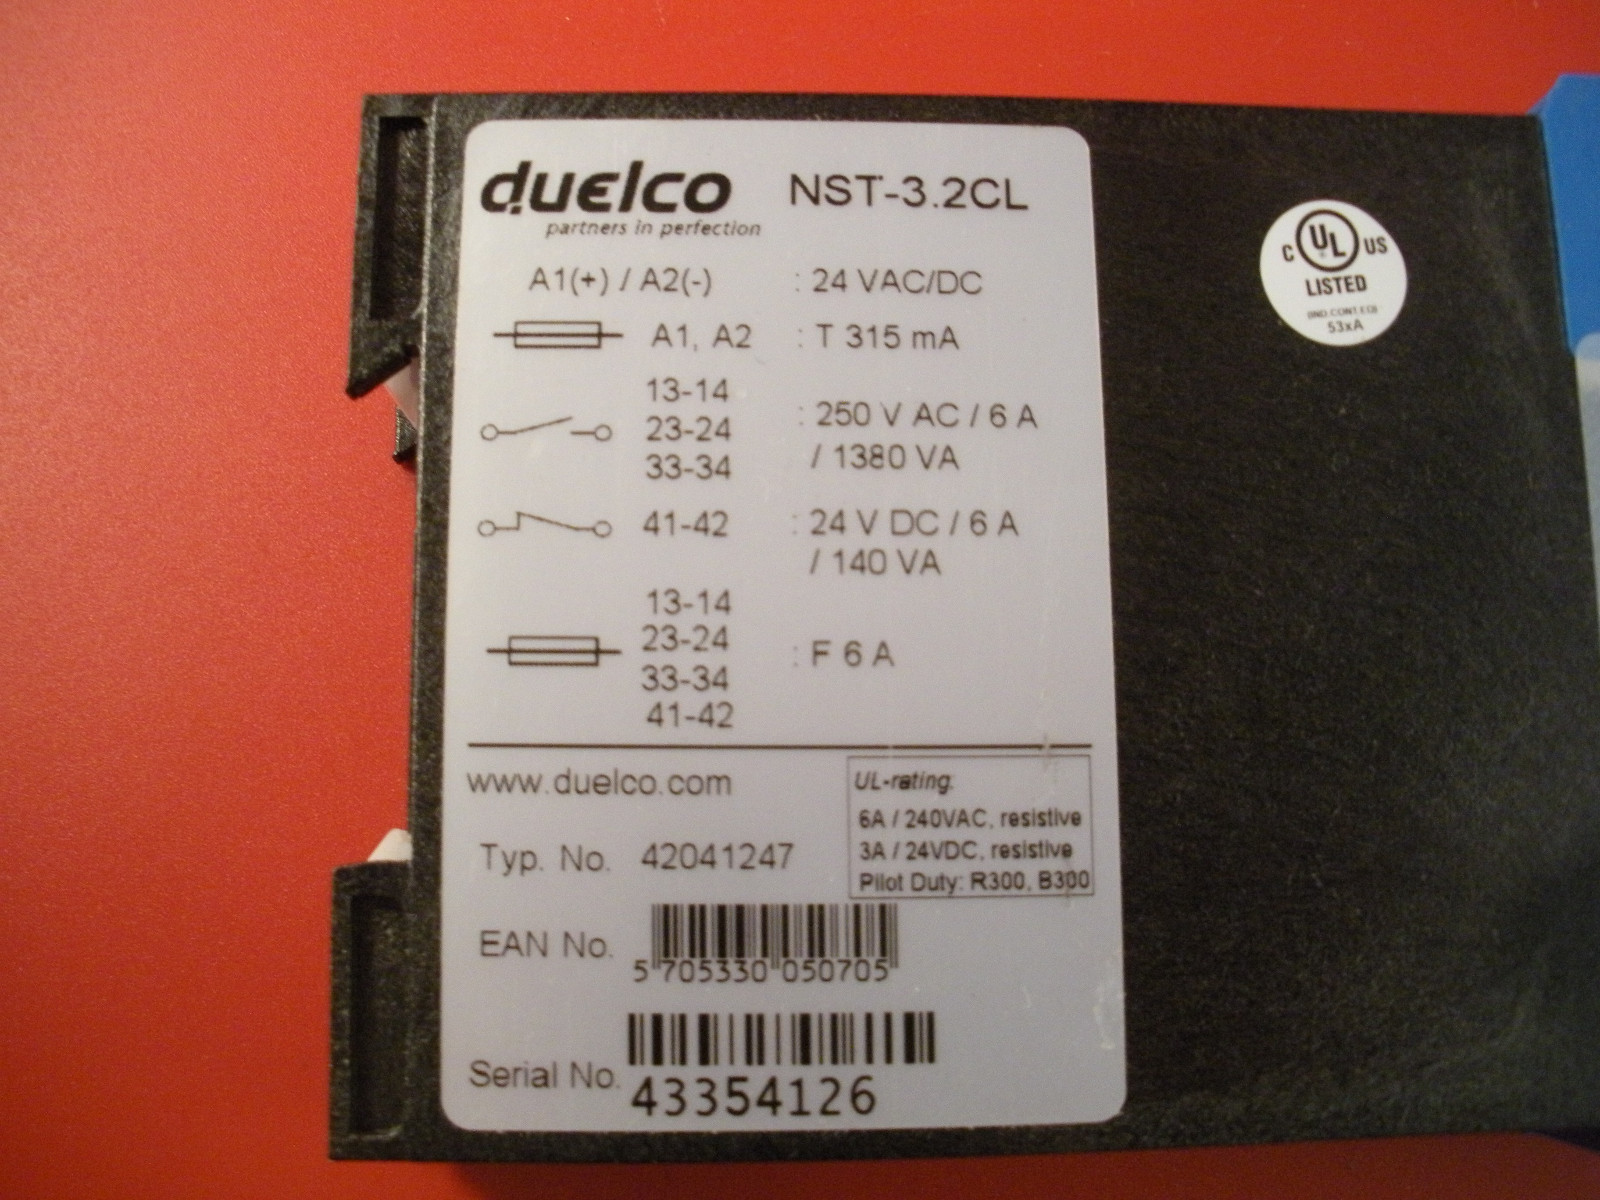 duelco NST-3.2CL
partners in perfection
A1(+) / A2(-) : 24 VAC/DC
A1, A2 : T 315 mA
13-14
23-24 : 250 V AC / 6 A
33-34 / 1380 VA
41-42 : 24 V DC / 6 A
/ 140 VA
13-14
23-24
33-34
41-42
: F 6 A
www.duelco.com
UL-rating:
6A / 240VAC, resistive
3A / 24VDC, resistive
Pilot Duty: R300, B300
Typ. No. 42041247
EAN No.
5 705330 050705
Serial No.
43354126
C UL US
LISTED
IND.CONT.EQ
53xA